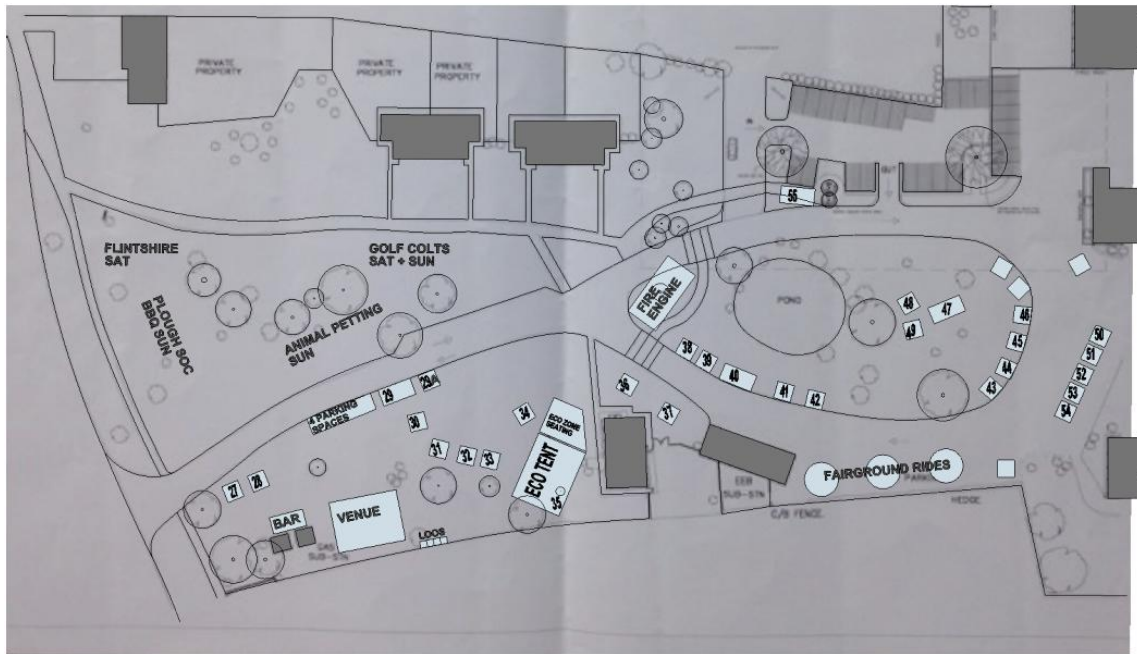 PRIVATE
PROPERTY
PRIVATE
PROPERTY
PRIVATE
PROPERTY
OUT
55
FLINTSHIRE
SAT
GOLF COLTS
SAT + SUN
PLOUGH SOC
BBQ SUN
ANIMAL PETTING
SUN
FIRE
ENGINE
POND
48
47
49
46
45
44
43
50
51
52
53
54
38
39
40
41
42
36
37
29
29A
4 PARKING
SPACES
30
31
32
33
34
ECO ZONE
SEATING
ECO TENT
35
27
28
BAR
VENUE
LOOS
GAS
SUB-STN
EEB
SUB-STN
C/B FENCE
FAIRGROUND RIDES
HEDGE